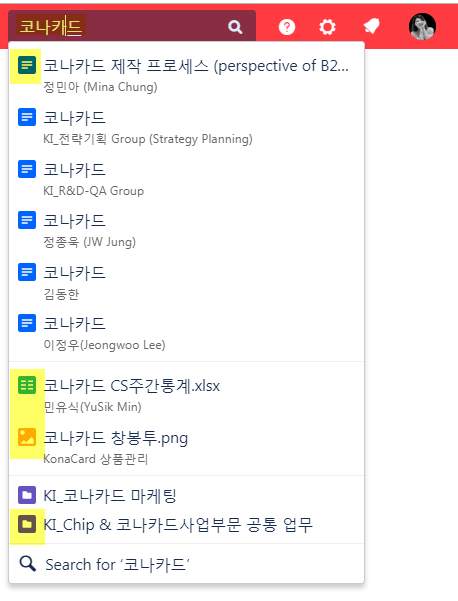 코나카드
코나카드 제작 프로세스 (perspective of B2...
정민아 (Mina Chung)
코나카드
KI_전략기획 Group (Strategy Planning)
코나카드
KI_R&D-QA Group
코나카드
정종욱 (JW Jung)
코나카드
김동한
코나카드
이정우(Jeongwoo Lee)
코나카드 CS주간통계.xlsx
민유식(YuSik Min)
코나카드 창봉투.png
KonaCard 상품관리
KI_코나카드 마케팅
KI_Chip & 코나카드사업부문 공통 업무
Search for '코나카드'